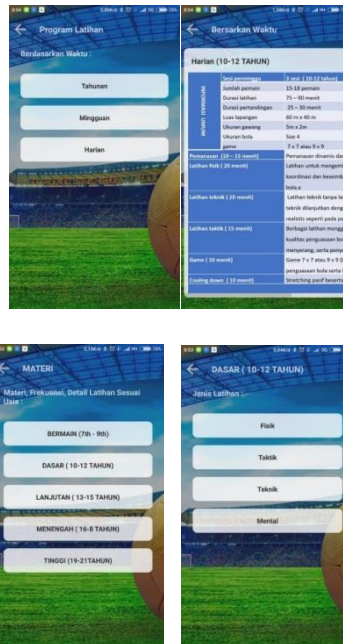 Program Latihan
Berdasarkan Waktu :
Tahunan
Mingguan
Harian
Bersarkan Waktu
Harian (10-12 TAHUN)
INFORMASI UMUM
Sesi perminggu 3 sesi ( 10-12 tahun)
Jumlah pemain 15-18 pemain
Durasi latihan 75 – 90 menit
Durasi pertandingan 25 – 30 menit
Luas lapangan 60 m x 40 m
Ukuran gawang 5m x 2m
Ukuran bola Size 4
game 7 v 7 atau 9 v 9
Pemanasan (10 – 15 menit) Pemanasan dinamis dan
Latihan fisik ( 20 menit) Latihan untuk mengemb
koordinasi dan keseimb
bola.
Latihan teknik ( 20 menit) Latihan teknik tanpa la
teknik dilanjutkan deng
realistis seperti pada pe
Latihan taktik ( 15 menit) Berbagai latihan mengg
kualitas penguasaan bo
menyerang, serta penye
Game ( 10 menit) Game 7 v 7 atau 9 v 9 (
penguasaan bola serta
Cooling down ( 10 menit) Stretching pasif beserta
MATERI
Materi, Frekuensi, Detail Latihan Sesuai
Usia :
BERMAIN (7th - 9th)
DASAR ( 10-12 TAHUN)
LANJUTAN ( 13-15 TAHUN)
MENENGAH ( 16-8 TAHUN)
TINGGI (19-21TAHUN)
DASAR ( 10-12 TAHUN)
Jenis Latihan :
Fisik
Taktik
Teknik
Mental